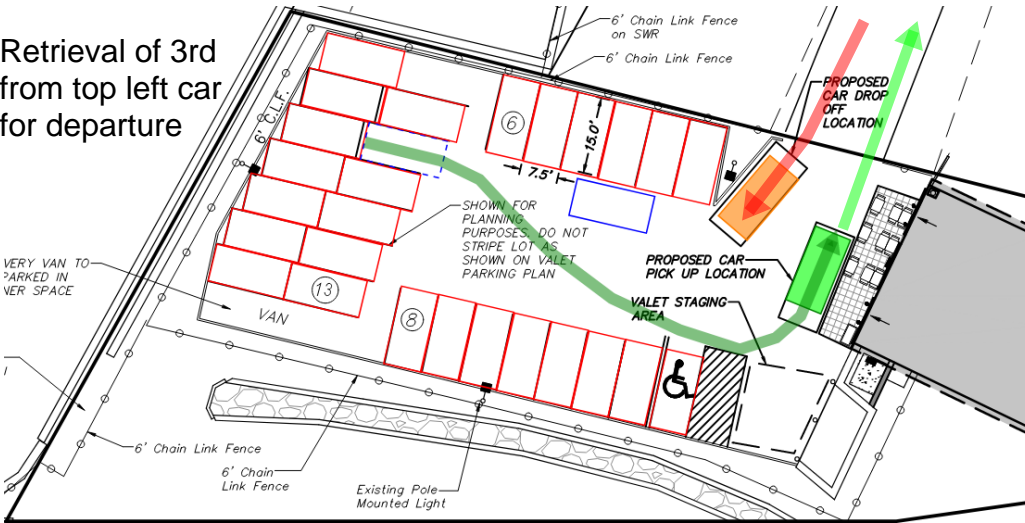 Retrieval of 3rd
from top left car
for departure
6' Chain Link Fence
on SWR
6' Chain Link Fence
PROPOSED
CAR DROP
OFF
LOCATION
6' C.L.F.
6
15.0'
7.5'
SHOWN FOR
PLANNING
PURPOSES. DO NOT
STRIPE LOT AS
SHOWN ON VALET
PARKING PLAN
PROPOSED CAR
PICK UP LOCATION
VERY VAN TO
PARKED IN
NER SPACE
VALET STAGING
AREA
13
8
VAN
6' Chain Link Fence
6' Chain
Link Fence
Existing Pole
Mounted Light